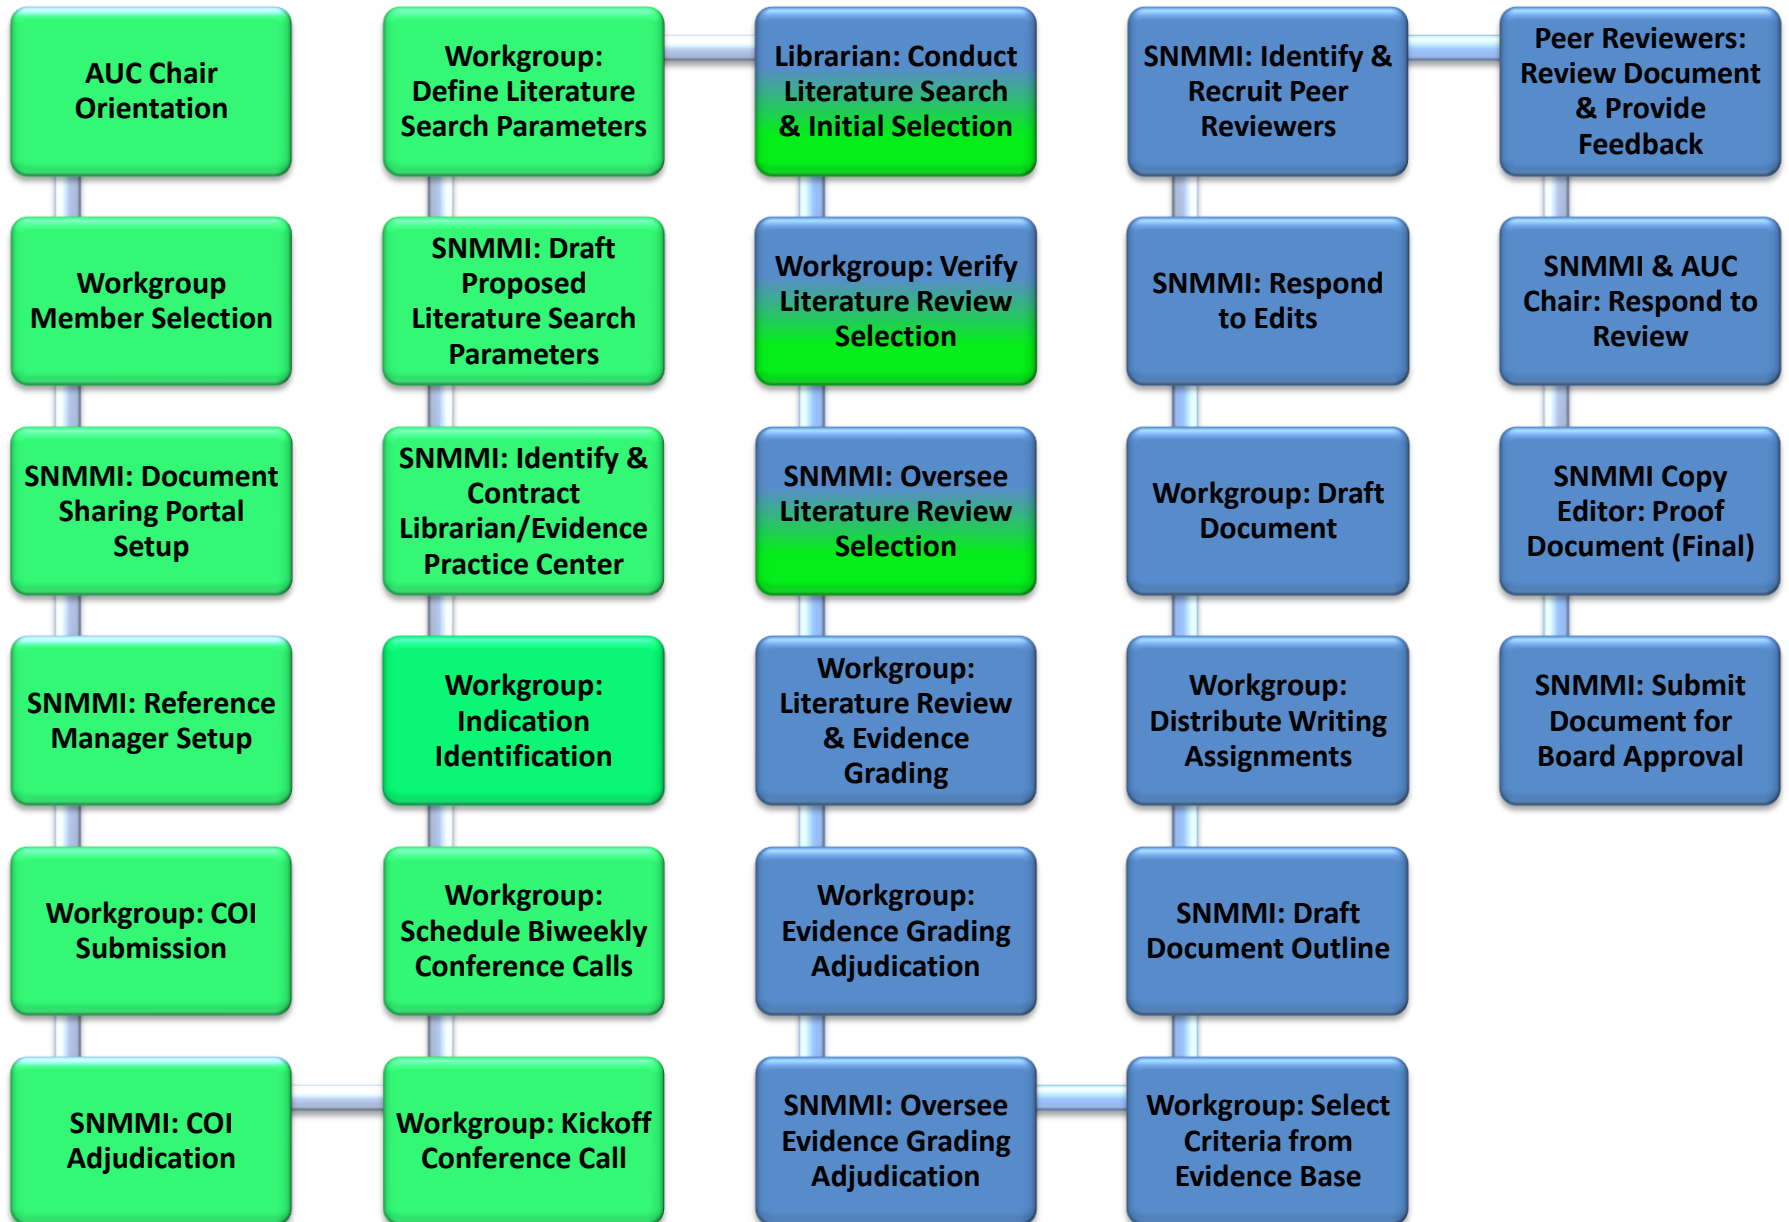 AUC Chair
Orientation
Workgroup
Member Selection
SNMMI: Document
Sharing Portal
Setup
SNMMI: Reference
Manager Setup
Workgroup: COI
Submission
SNMMI: COI
Adjudication
Workgroup: Kickoff
Conference Call
Workgroup:
Schedule Biweekly
Conference Calls
Workgroup:
Indication
Identification
SNMMI: Identify &
Contract
Librarian/Evidence
Practice Center
SNMMI: Draft
Proposed
Literature Search
Parameters
Workgroup:
Define Literature
Search Parameters
Librarian: Conduct
Literature Search
& Initial Selection
Workgroup: Verify
Literature Review
Selection
SNMMI: Oversee
Literature Review
Selection
Workgroup:
Literature Review
& Evidence
Grading
Workgroup:
Evidence Grading
Adjudication
SNMMI: Oversee
Evidence Grading
Adjudication
Workgroup: Select
Criteria from
Evidence Base
SNMMI: Draft
Document Outline
Workgroup:
Distribute Writing
Assignments
Workgroup: Draft
Document
SNMMI: Respond
to Edits
SNMMI: Identify &
Recruit Peer
Reviewers
Peer Reviewers:
Review Document
& Provide
Feedback
SNMMI & AUC
Chair: Respond to
Review
SNMMI Copy
Editor: Proof
Document (Final)
SNMMI: Submit
Document for
Board Approval